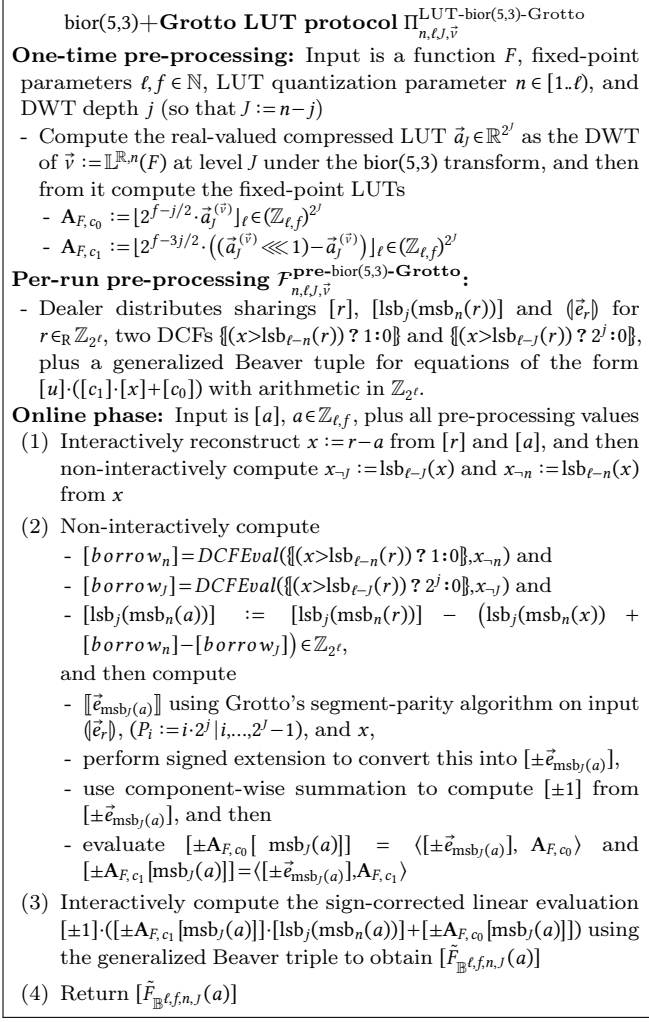 bior(5,3)+Grotto LUT protocol Π^{LUT-bior(5,3)-Grotto}_{n,ℓ,J,ν⃗}
One-time pre-processing: Input is a function F, fixed-point
parameters ℓ,f ∈ ℕ, LUT quantization parameter n ∈ [1..ℓ), and
DWT depth j (so that J := n−j)
- Compute the real-valued compressed LUT a⃗_J ∈ ℝ^{2^J} as the DWT
of ν⃗ := 𝕃^{ℝ,n}(F) at level J under the bior(5,3) transform, and then
from it compute the fixed-point LUTs
- A_{F,c_0} := ⌊2^{f−j/2}·a⃗_J^{(ν⃗)}⌋_ℓ ∈ (ℤ_{ℓ,f})^{2^J}
- A_{F,c_1} := ⌊2^{f−3j/2}·((a⃗_J^{(ν⃗)} ⋘ 1)−a⃗_J^{(ν⃗)})⌋_ℓ ∈ (ℤ_{ℓ,f})^{2^J}
Per-run pre-processing ℱ^{pre-bior(5,3)-Grotto}_{n,ℓ,J,ν⃗}:
- Dealer distributes sharings [r], [lsb_j(msb_n(r))] and ⦇e⃗_r⦈ for
r ∈_R ℤ_{2^ℓ}, two DCFs ⦃(x>lsb_{ℓ−n}(r)) ? 1:0⦄ and ⦃(x>lsb_{ℓ−J}(r)) ? 2^j:0⦄,
plus a generalized Beaver tuple for equations of the form
[u]·([c_1]·[x]+[c_0]) with arithmetic in ℤ_{2^ℓ}.
Online phase: Input is [a], a∈ℤ_{ℓ,f}, plus all pre-processing values
(1) Interactively reconstruct x := r−a from [r] and [a], and then
non-interactively compute x_{¬J} := lsb_{ℓ−J}(x) and x_{¬n} := lsb_{ℓ−n}(x)
from x
(2) Non-interactively compute
- [borrow_n]=DCFEval(⦃(x>lsb_{ℓ−n}(r)) ? 1:0⦄,x_{¬n}) and
- [borrow_J]=DCFEval(⦃(x>lsb_{ℓ−J}(r)) ? 2^j:0⦄,x_{¬J}) and
- [lsb_j(msb_n(a))] := [lsb_j(msb_n(r))] − (lsb_j(msb_n(x)) +
[borrow_n]−[borrow_J]) ∈ ℤ_{2^ℓ},
and then compute
- ⟦e⃗_{msb_J(a)}⟧ using Grotto's segment-parity algorithm on input
⦇e⃗_r⦈, (P_i := i·2^j | i,...,2^J−1), and x,
- perform signed extension to convert this into [±e⃗_{msb_J(a)}],
- use component-wise summation to compute [±1] from
[±e⃗_{msb_J(a)}], and then
- evaluate [±A_{F,c_0}[ msb_J(a)]] = ⟨[±e⃗_{msb_J(a)}], A_{F,c_0}⟩ and
[±A_{F,c_1}[msb_J(a)]]=⟨[±e⃗_{msb_J(a)}],A_{F,c_1}⟩
(3) Interactively compute the sign-corrected linear evaluation
[±1]·([±A_{F,c_1}[msb_J(a)]]·[lsb_j(msb_n(a))]+[±A_{F,c_0}[msb_J(a)]]) using
the generalized Beaver triple to obtain [F̃_{𝔹^{ℓ,f,n,J}}(a)]
(4) Return [F̃_{𝔹^{ℓ,f,n,J}}(a)]